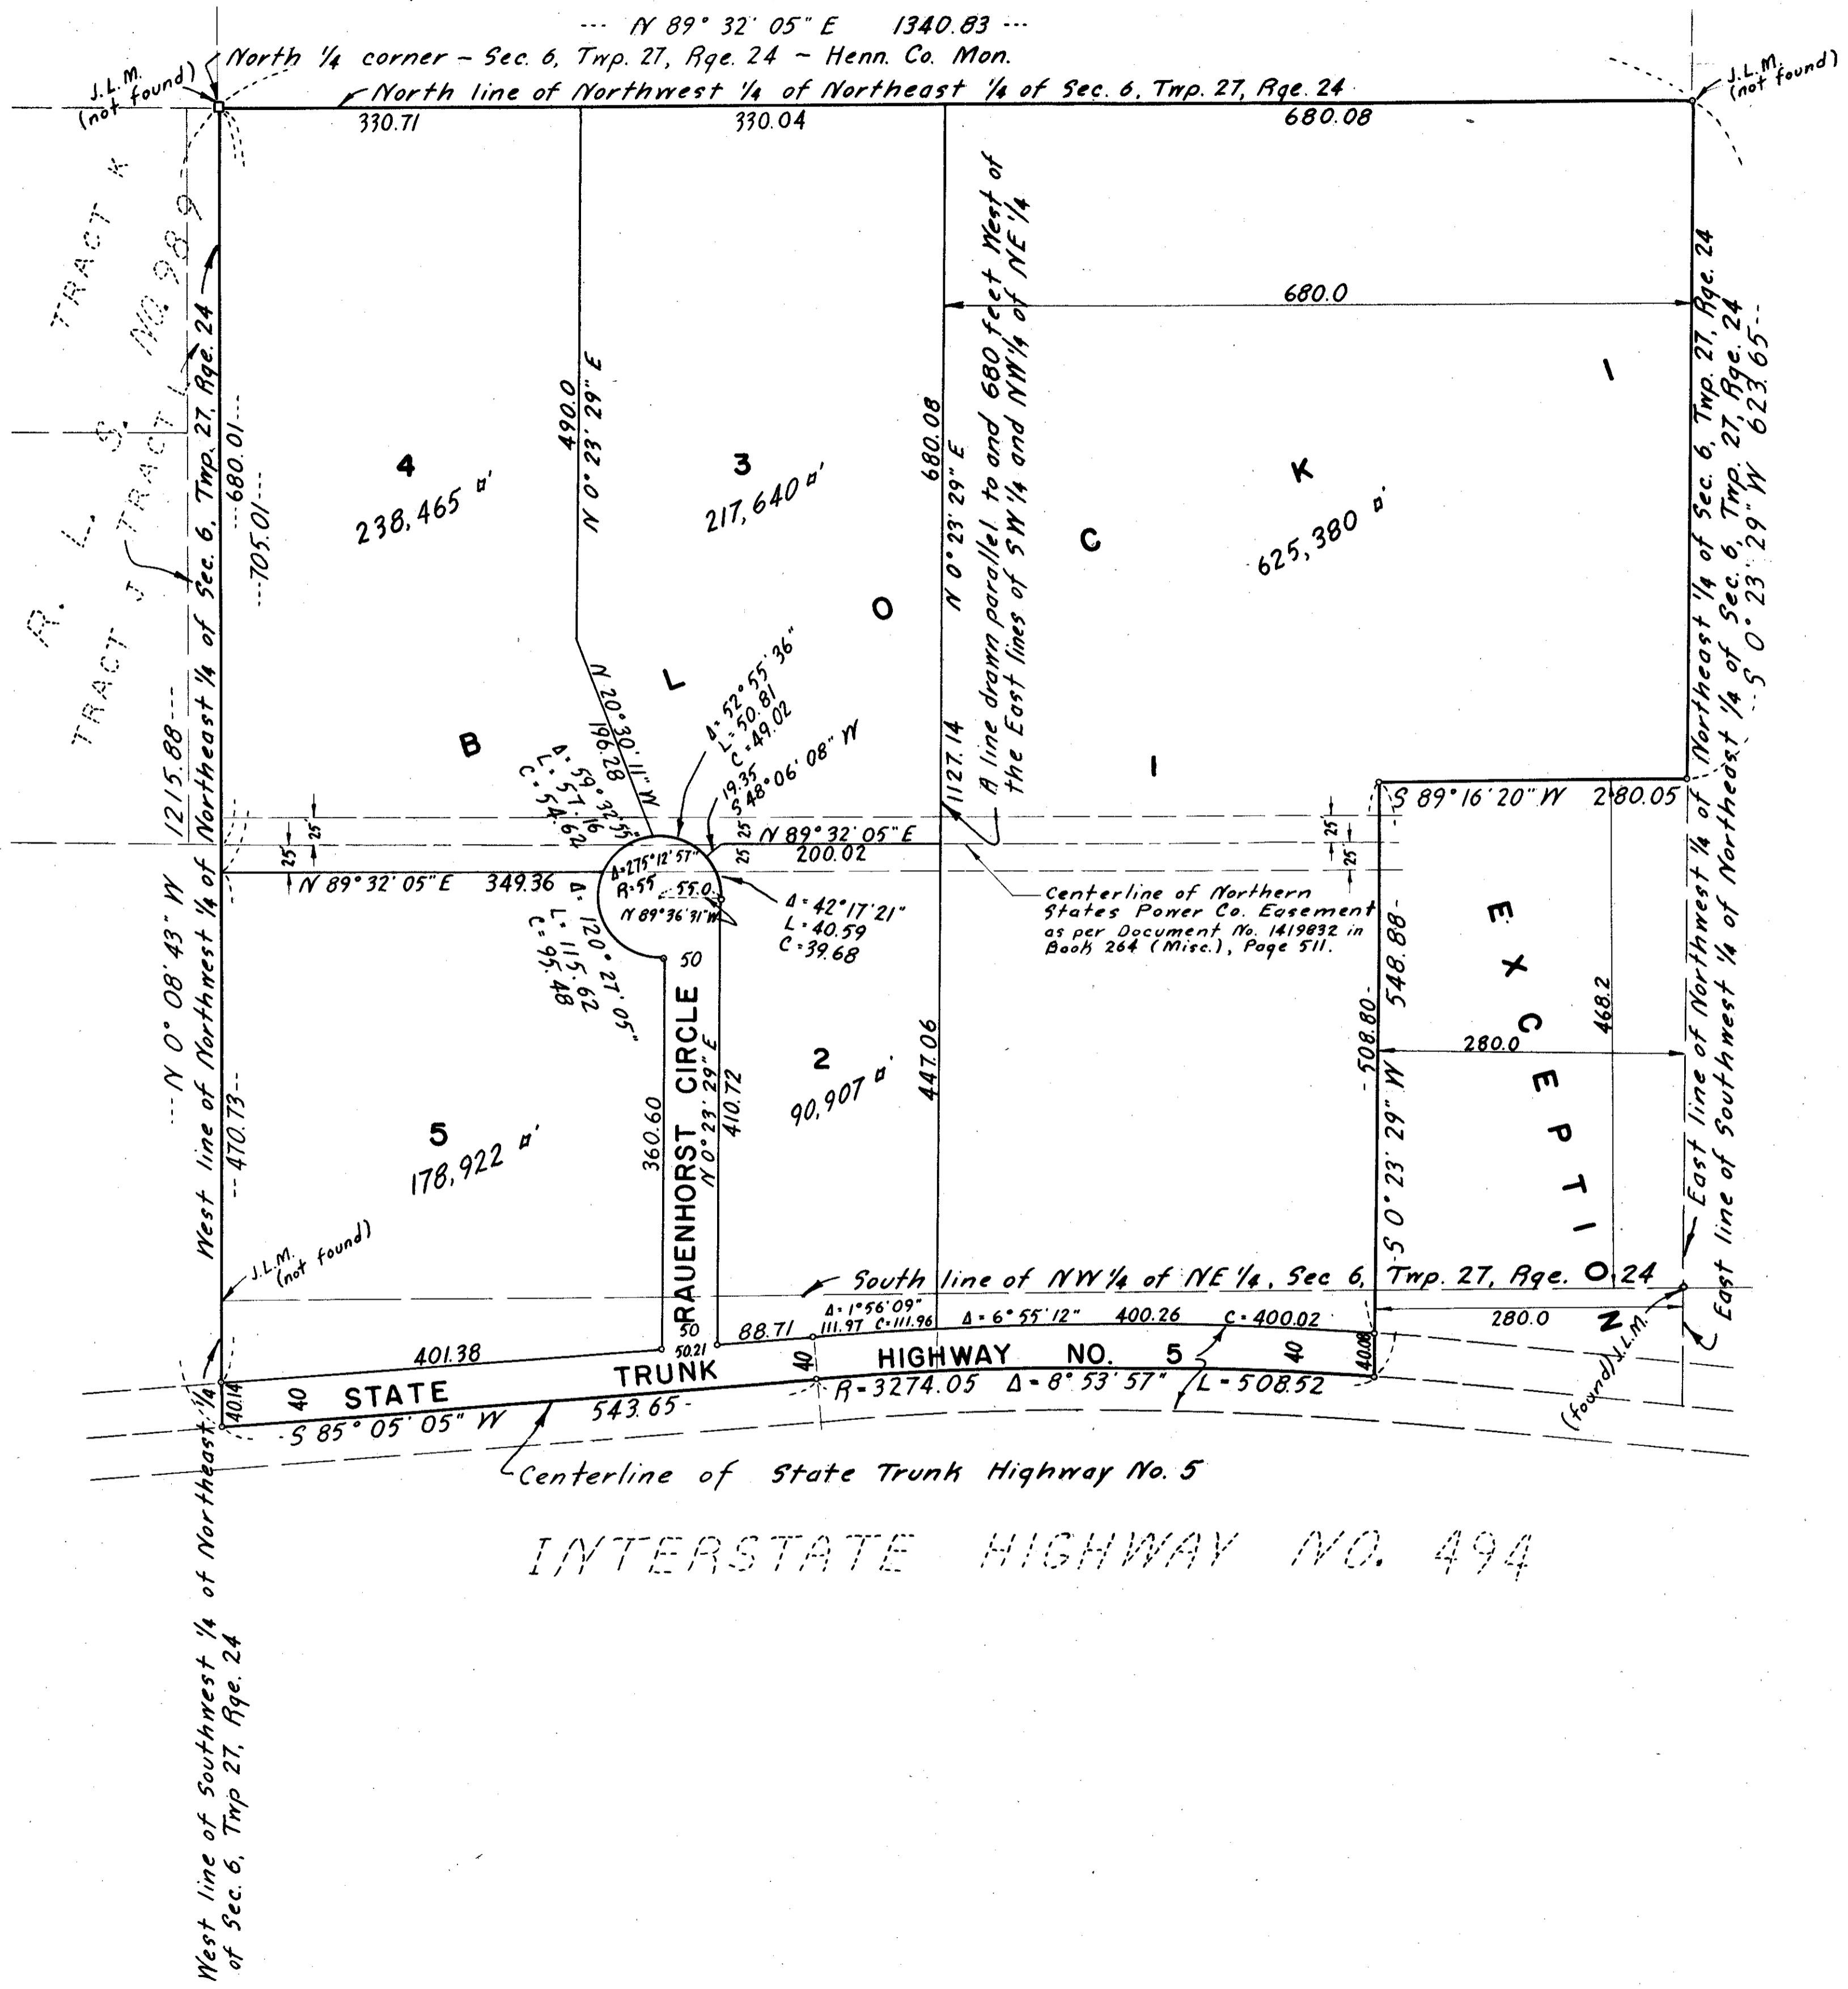 --- N 89° 32' 05" E 1340.83 ---
North 1/4 corner - Sec. 6, Twp. 27, Rge. 24 - Henn. Co. Mon.
J.L.M.
(not found)
North line of Northwest 1/4 of Northeast 1/4 of Sec. 6, Twp. 27, Rge. 24
J.L.M.
(not found)
330.71
330.04
680.08
TRACT K
R. L. S. NO. 989
TRACT L
TRACT J
West line of Northwest 1/4 of Northeast 1/4 of Sec. 6, Twp. 27, Rge. 24
---680.01---
---705.01---
--- N 0° 08' 43" W 1215.88 ---
-- 470.73 --
4
238,465 ¤'
490.0
N 0° 23' 29" E
3
217,640 ¤'
680.08
N 0° 23' 29" E
1127.14
A line drawn parallel to and 680 feet West of
the East lines of SW 1/4 and NW 1/4 of NE 1/4
680.0
1
625,380 ¤'
B L O C K 1
East line of Northwest 1/4 of Northeast 1/4 of Sec. 6, Twp. 27, Rge. 24
East line of Southwest 1/4 of Northeast 1/4 of Sec. 6, Twp. 27, Rge. 24
--S 0° 23' 29" W 623.65--
N 20° 30' 11" W
196.28
Δ= 52° 55' 36"
L= 50.81
C= 49.02
19.35
S 48° 06' 08" W
Δ= 59° 32' 55"
L= 57.16
C= 54.62
25'
25'
25
25
N 89° 32' 05" E
200.02
25'
25'
S 89° 16' 20" W 280.05
N 89° 32' 05" E 349.36
Δ=275° 12' 57"
R=55
55.0
N 89° 36' 31" W
Δ= 42° 17' 21"
L= 40.59
C= 39.68
Δ= 120° 27' 05"
L= 115.62
C= 95.48
Centerline of Northern
States Power Co. Easement
as per Document No. 1419832 in
Book 264 (Misc.), Page 511.
50
RAUENHORST CIRCLE
N 0° 23' 29" E
360.60
410.72
2
90,907 ¤'
447.06
5
178,922 ¤'
-S 0° 23' 29" W 548.88-
-508.80-
EXCEPTION
468.2
280.0
J.L.M.
(not found)
South line of NW 1/4 of NE 1/4, Sec 6, Twp. 27, Rge. 24
Δ= 1° 56' 09"
111.97 C=111.96
Δ= 6° 55' 12" 400.26 C= 400.02
280.0
50
50.21
88.71
401.38
40.14
40
40
40
40.08
STATE TRUNK HIGHWAY NO. 5
-S 85° 05' 05" W 543.65-
R=3274.05 Δ= 8° 53' 57" L= 508.52
J.L.M.
(found)
Centerline of State Trunk Highway No. 5
INTERSTATE HIGHWAY NO. 494
West line of Southwest 1/4 of Northeast 1/4
of Sec. 6, Twp 27, Rge. 24